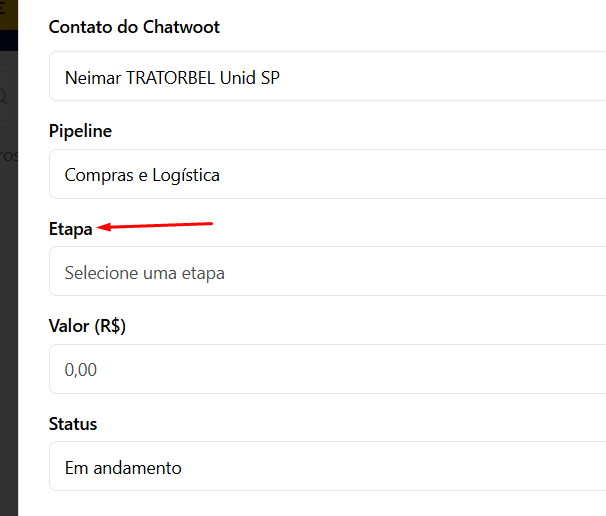 Contato do Chatwoot
Neimar TRATORBEL Unid SP
Pipeline
Compras e Logística
Etapa
Selecione uma etapa
Valor (R$)
0,00
Status
Em andamento